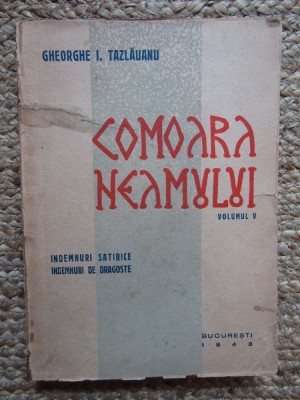 GHEORGHE I. TAZLĂUANU
COMOARA
NEAMULUI
VOLUMUL V
INDEMNURI SATIRICE
INDEMNURI DE DRAGOSTE
BUCUREȘTI
1943